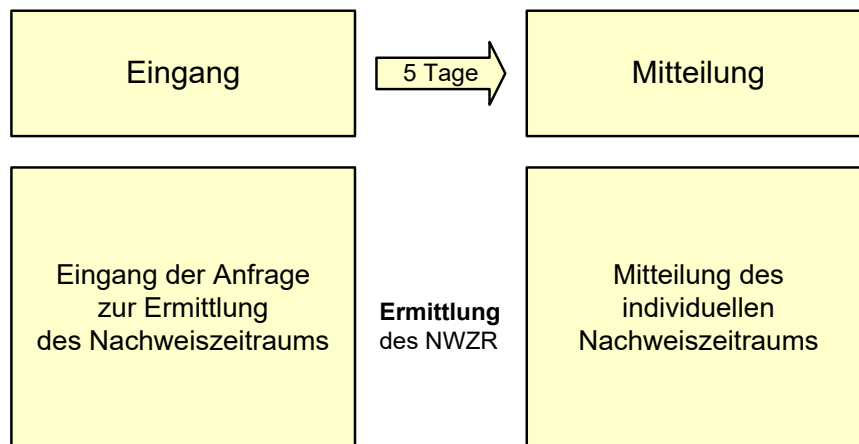 Eingang
5 Tage
Mitteilung
Eingang der Anfrage
zur Ermittlung
des Nachweiszeitraums
Ermittlung
des NWZR
Mitteilung des
individuellen
Nachweiszeitraums